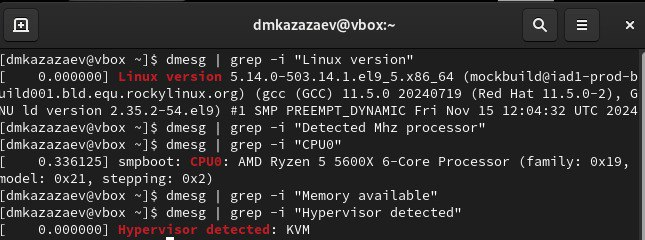 dmkazazaev@vbox:~
[dmkazazaev@vbox ~]$ dmesg | grep -i "Linux version"
[    0.000000] Linux version 5.14.0-503.14.1.el9_5.x86_64 (mockbuild@iad1-prod-b
uild001.bld.equ.rockylinux.org) (gcc (GCC) 11.5.0 20240719 (Red Hat 11.5.0-2), G
NU ld version 2.35.2-54.el9) #1 SMP PREEMPT_DYNAMIC Fri Nov 15 12:04:32 UTC 2024
[dmkazazaev@vbox ~]$ dmesg | grep -i "Detected Mhz processor"
[dmkazazaev@vbox ~]$ dmesg | grep -i "CPU0"
[    0.336125] smpboot: CPU0: AMD Ryzen 5 5600X 6-Core Processor (family: 0x19,
model: 0x21, stepping: 0x2)
[dmkazazaev@vbox ~]$ dmesg | grep -i "Memory available"
[dmkazazaev@vbox ~]$ dmesg | grep -i "Hypervisor detected"
[    0.000000] Hypervisor detected: KVM